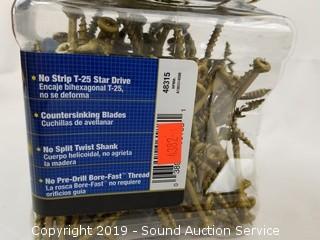 • No Strip T-25 Star Drive
Encaje bihexagonal T-25,
no se deforma
• Countersinking Blades
Cuchillas de avellanar
• No Split Twist Shank
Cuerpo helicoidal, no agrieta
la madera
• No Pre-Drill Bore-Fast™ Thread
La rosca Bore-Fast™ no requiere
orificios guia
48315
Copyright 2019 - Sound Auction Service